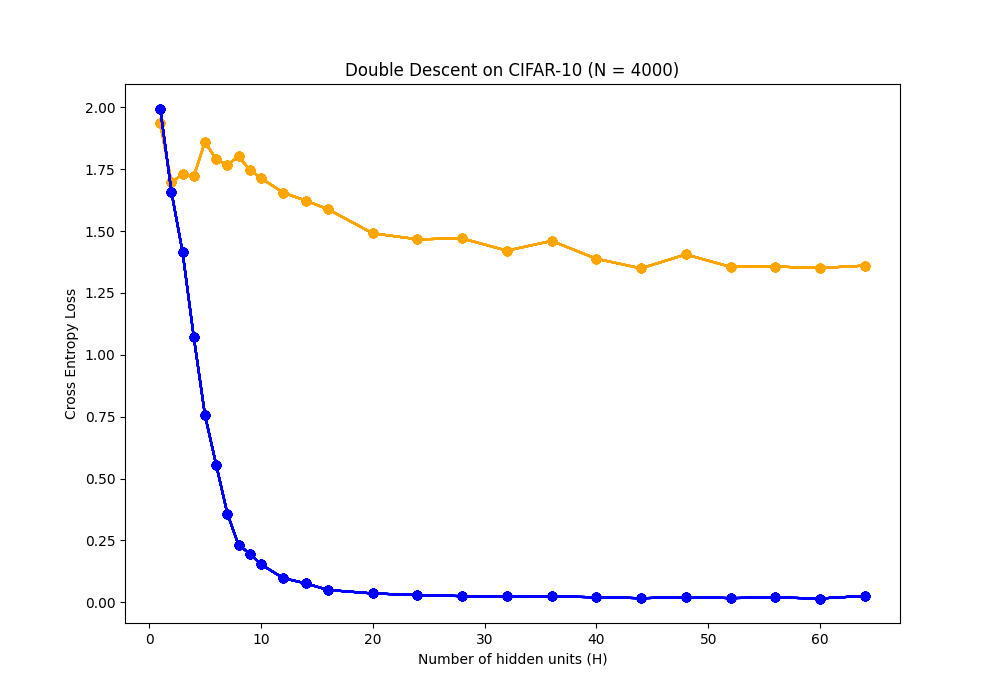 Double Descent on CIFAR-10 (N = 4000)
2.00
1.75
1.50
1.25
1.00
0.75
0.50
0.25
0.00
Cross Entropy Loss
0 10 20 30 40 50 60
Number of hidden units (H)